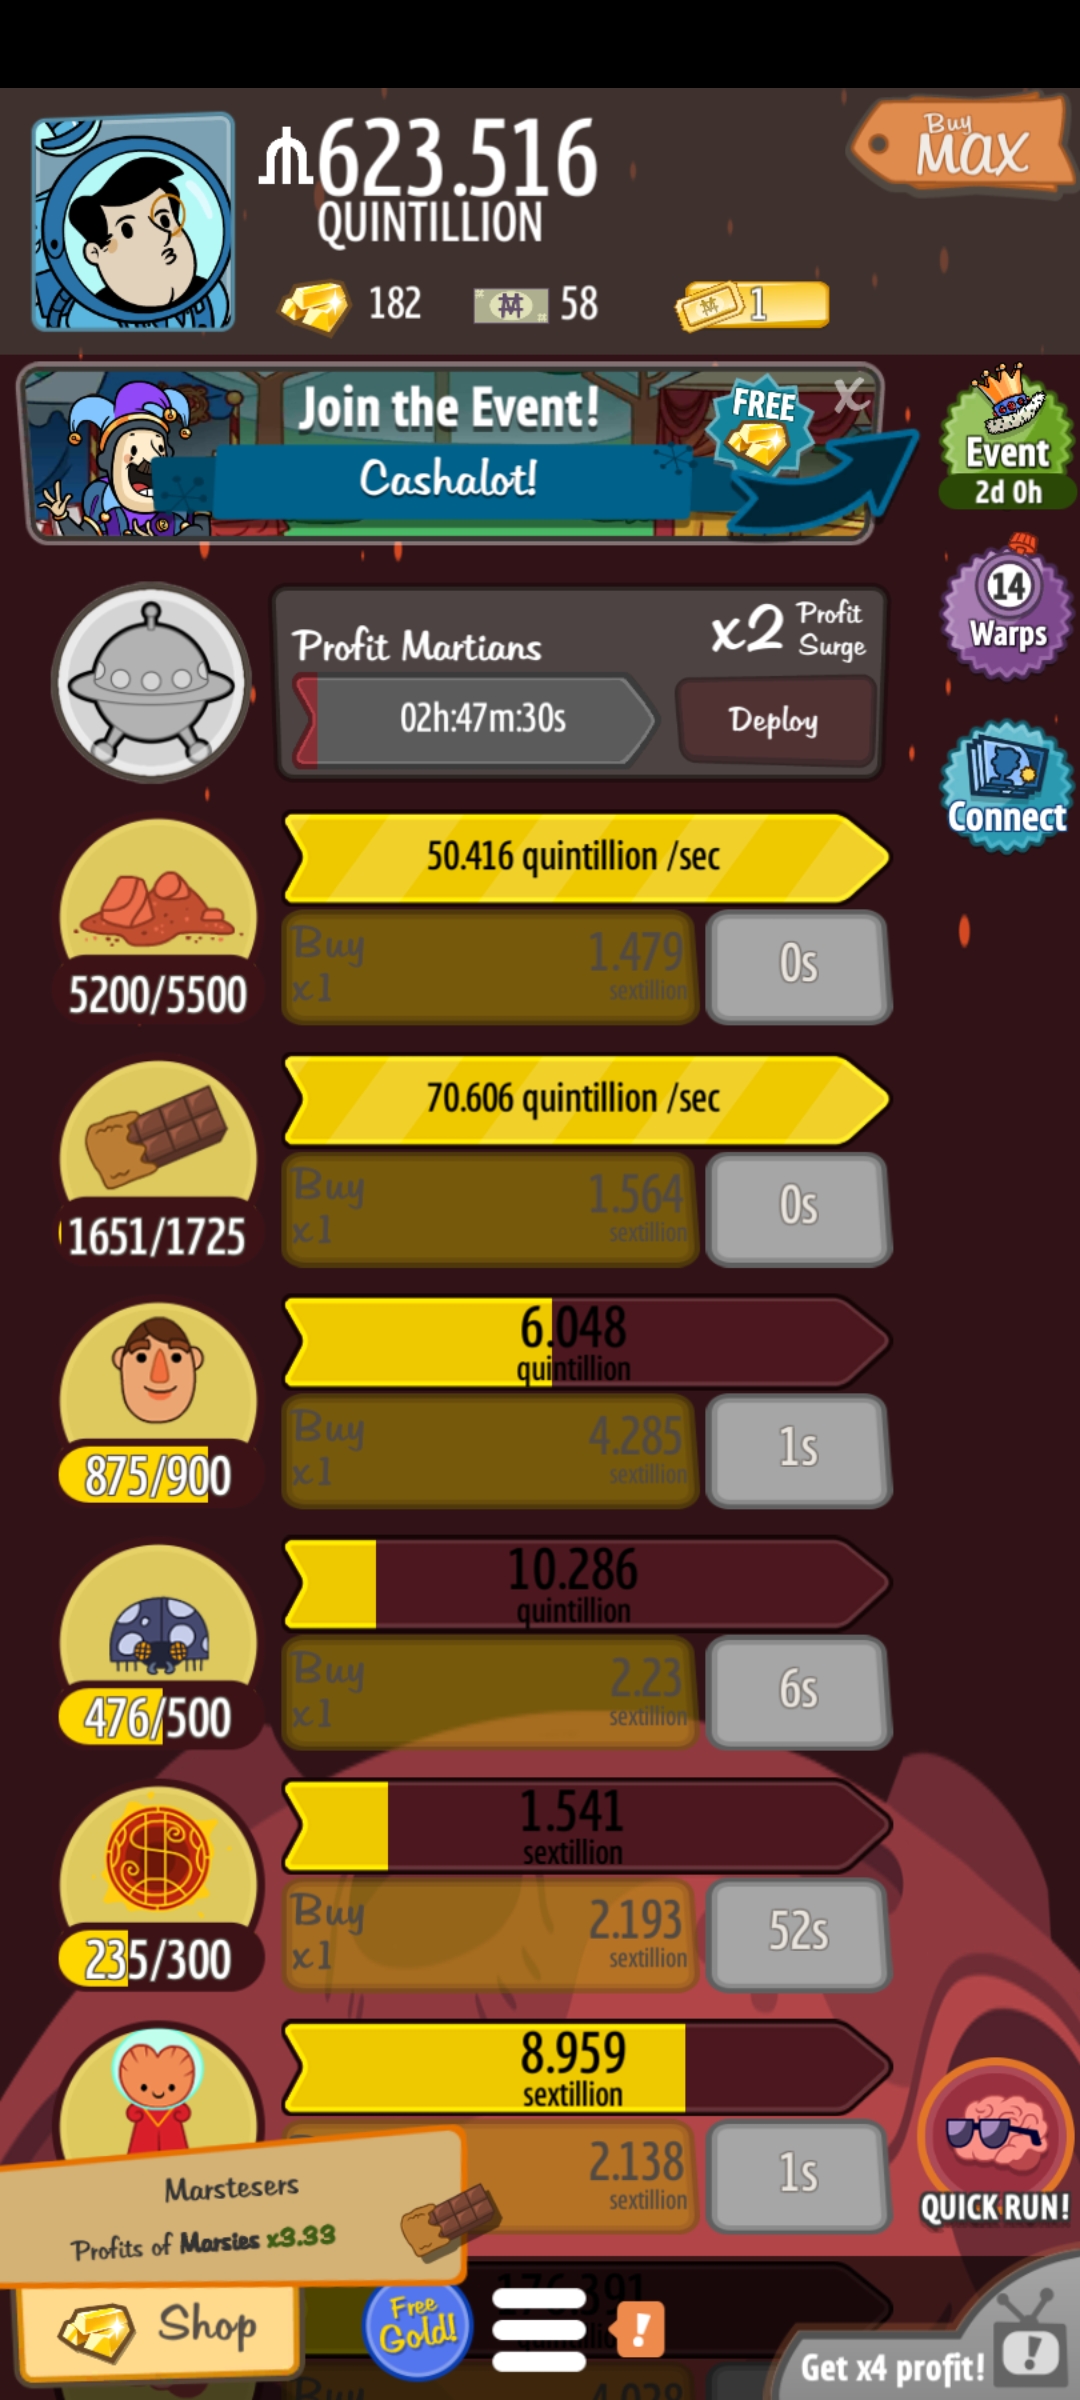 ₼623.516
QUINTILLION
Buy
MAX
182
58
1
Join the Event!
FREE
X
Cashalot!
Event
2d 0h
14
Warps
Connect
Profit Martians
x2 Profit Surge
02h:47m:30s
Deploy
50.416 quintillion /sec
5200/5500
Buy x1
1.479 sextillion
0s
70.606 quintillion /sec
1651/1725
Buy x1
1.564 sextillion
0s
6.048
quintillion
875/900
Buy x1
4.285 sextillion
1s
10.286
quintillion
476/500
Buy x1
2.23 sextillion
6s
1.541
sextillion
235/300
Buy x1
2.193 sextillion
52s
8.959
sextillion
2.138 sextillion
1s
Marstesers
Profits of Marsies x3.33
QUICK RUN!
176.391
Shop
Free Gold!
!
Get x4 profit!
!
Buy
4.028